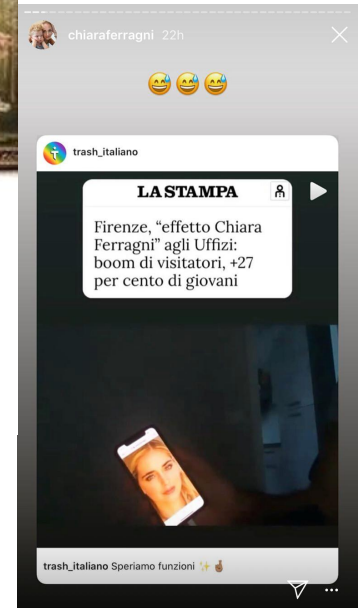 chiaraferragni 22h
😅😅😅
trash_italiano
LA STAMPA
Firenze, “effetto Chiara
Ferragni” agli Uffizi:
boom di visitatori, +27
per cento di giovani
trash_italiano Speriamo funzioni ✨🤞🏾